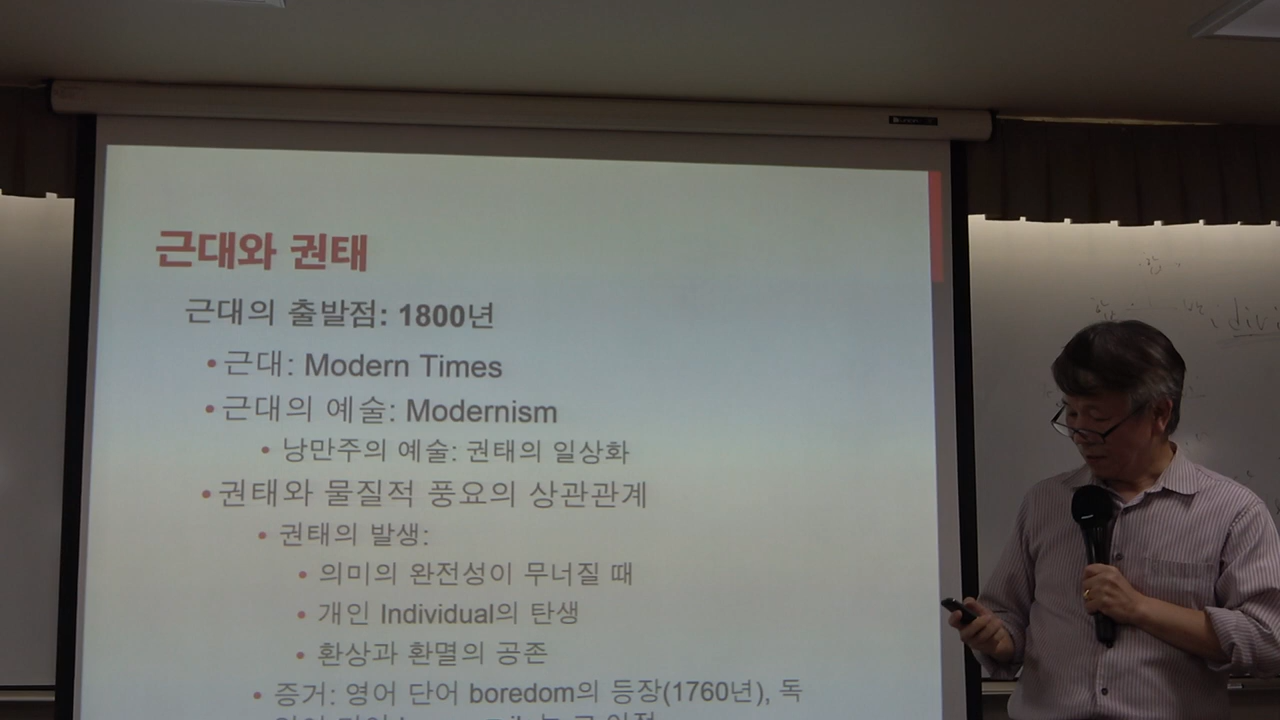 근대와 권태
근대의 출발점: 1800년
•근대: Modern Times
•근대의 예술: Modernism
•낭만주의 예술: 권태의 일상화
•권태와 물질적 풍요의 상관관계
•권태의 발생:
•의미의 완전성이 무너질 때
•개인 Individual의 탄생
•환상과 환멸의 공존
•증거: 영어 단어 boredom의 등장(1760년), 독